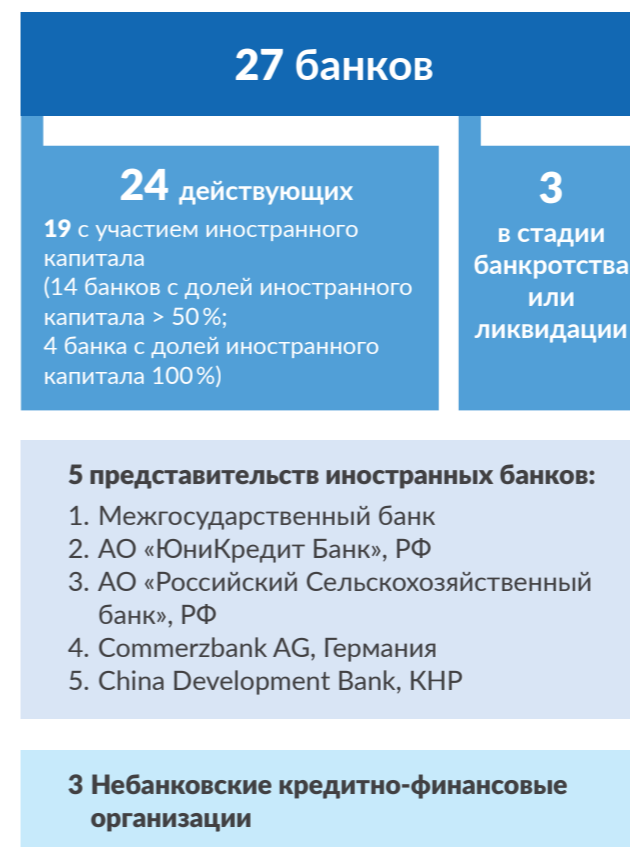 27 банков
24 действующих
19 с участием иностранного
капитала
(14 банков с долей иностранного
капитала > 50 %;
4 банка с долей иностранного
капитала 100 %)
3
в стадии
банкротства
или
ликвидации
5 представительств иностранных банков:
1. Межгосударственный банк
2. АО «ЮниКредит Банк», РФ
3. АО «Российский Сельскохозяйственный
банк», РФ
4. Commerzbank AG, Германия
5. China Development Bank, КНР
3 Небанковские кредитно-финансовые
организации